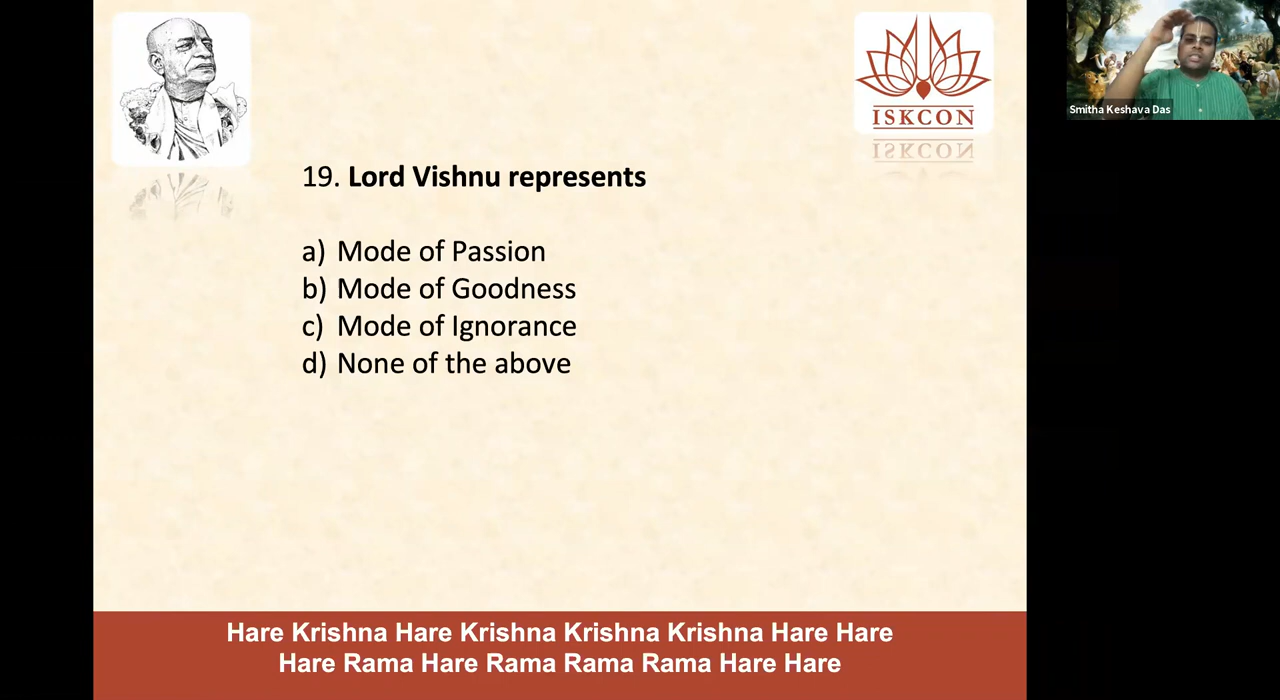 ISKCON
Smitha Keshava Das
19. Lord Vishnu represents
a) Mode of Passion
b) Mode of Goodness
c) Mode of Ignorance
d) None of the above
Hare Krishna Hare Krishna Krishna Krishna Hare Hare
Hare Rama Hare Rama Rama Rama Hare Hare